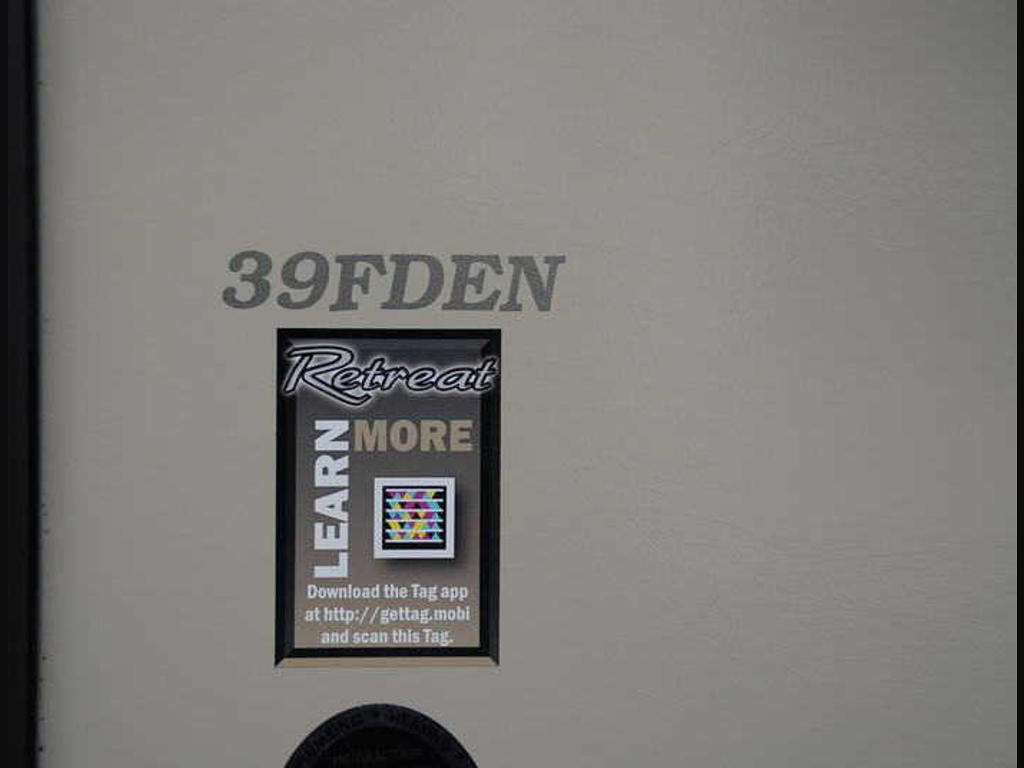 39FDEN
Retreat
LEARN
MORE
Download the Tag app
at http://gettag.mobi
and scan this Tag.